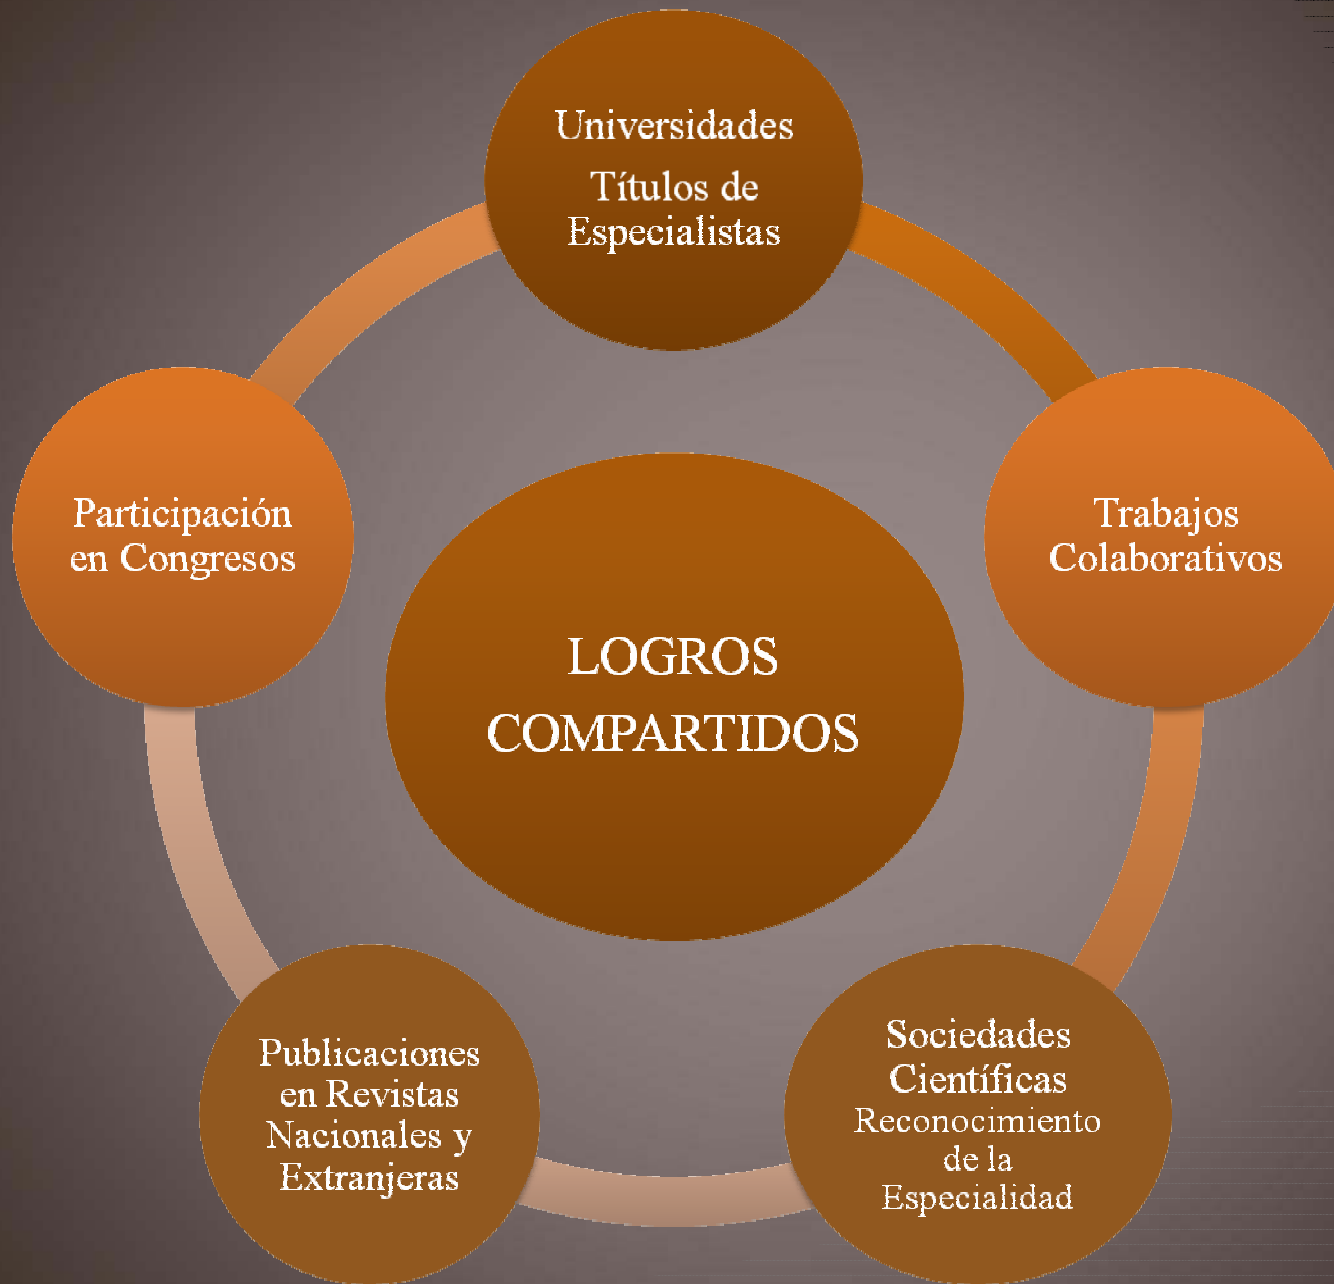 Universidades
Títulos de
Especialistas
Participación
en Congresos
Trabajos
Colaborativos
LOGROS
COMPARTIDOS
Publicaciones
en Revistas
Nacionales y
Extranjeras
Sociedades
Científicas
Reconocimiento
de la
Especialidad